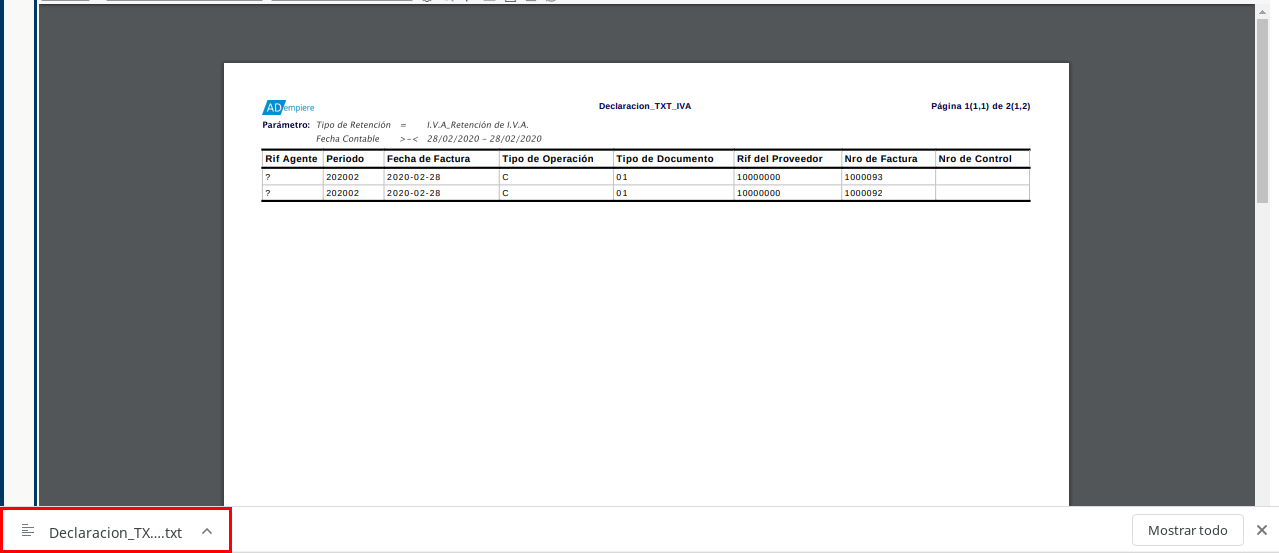 ADempiere
Declaracion_TXT_IVA
Página 1(1,1) de 2(1,2)
Parámetro: Tipo de Retención = I.V.A_Retención de I.V.A.
Fecha Contable >-< 28/02/2020 - 28/02/2020
Rif Agente Periodo Fecha de Factura Tipo de Operación Tipo de Documento Rif del Proveedor Nro de Factura Nro de Control
? 202002 2020-02-28 C 01 10000000 1000093
? 202002 2020-02-28 C 01 10000000 1000092
Declaracion_TX....txt
Mostrar todo